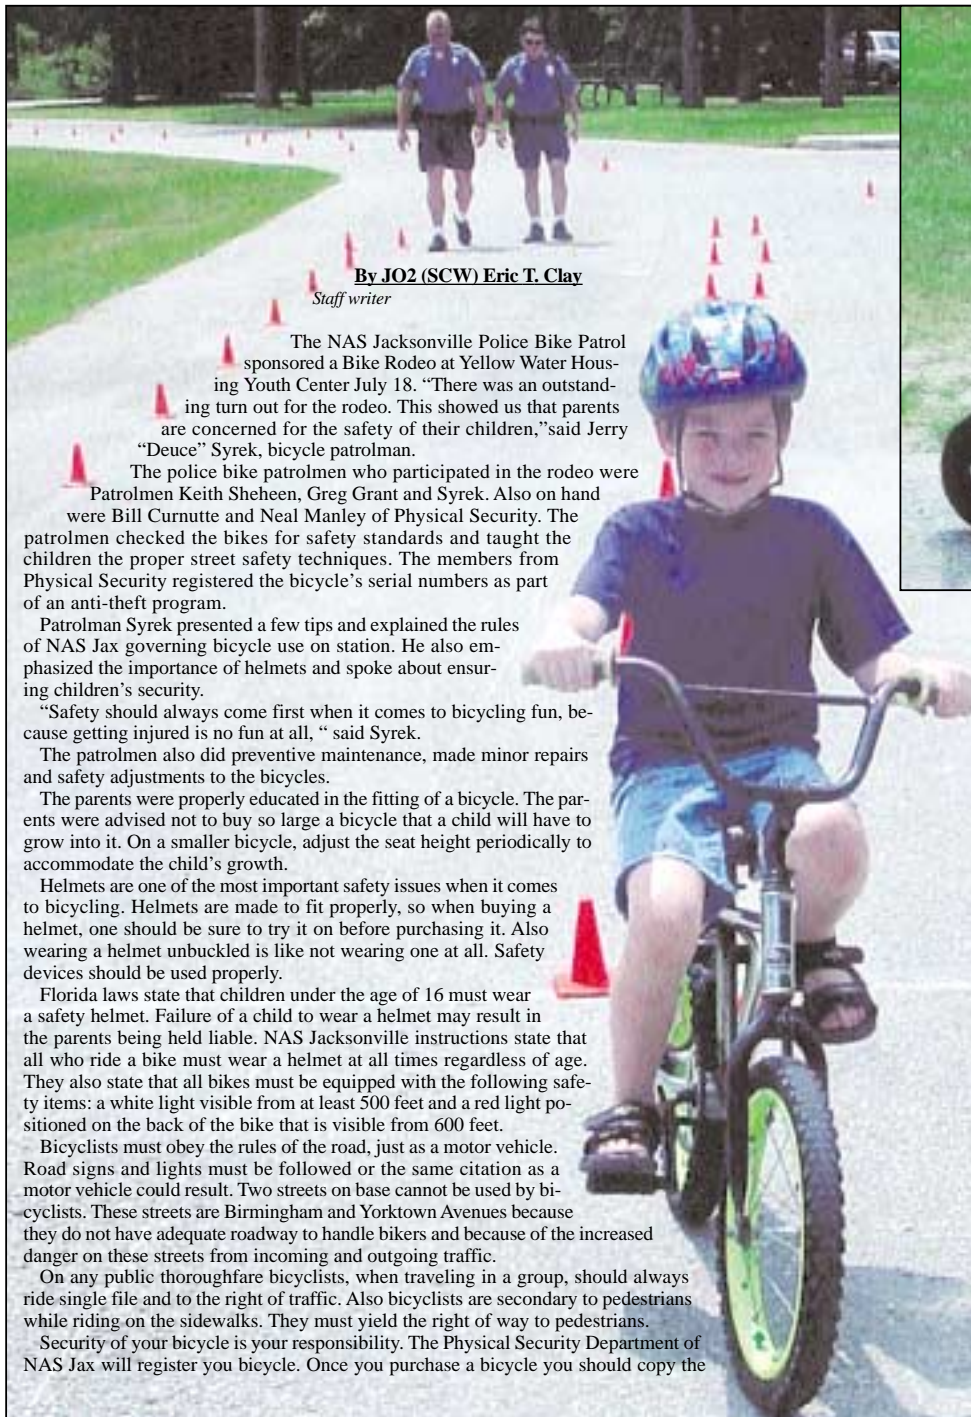 By JO2 (SCW) Eric T. Clay
Staff writer
The NAS Jacksonville Police Bike Patrol
sponsored a Bike Rodeo at Yellow Water Hous-
ing Youth Center July 18. “There was an outstand-
ing turn out for the rodeo. This showed us that parents
are concerned for the safety of their children,”said Jerry
“Deuce” Syrek, bicycle patrolman.
The police bike patrolmen who participated in the rodeo were
Patrolmen Keith Sheheen, Greg Grant and Syrek. Also on hand
were Bill Curnutte and Neal Manley of Physical Security. The
patrolmen checked the bikes for safety standards and taught the
children the proper street safety techniques. The members from
Physical Security registered the bicycle’s serial numbers as part
of an anti-theft program.
Patrolman Syrek presented a few tips and explained the rules
of NAS Jax governing bicycle use on station. He also em-
phasized the importance of helmets and spoke about ensur-
ing children’s security.
“Safety should always come first when it comes to bicycling fun, be-
cause getting injured is no fun at all, “ said Syrek.
The patrolmen also did preventive maintenance, made minor repairs
and safety adjustments to the bicycles.
The parents were properly educated in the fitting of a bicycle. The par-
ents were advised not to buy so large a bicycle that a child will have to
grow into it. On a smaller bicycle, adjust the seat height periodically to
accommodate the child’s growth.
Helmets are one of the most important safety issues when it comes
to bicycling. Helmets are made to fit properly, so when buying a
helmet, one should be sure to try it on before purchasing it. Also
wearing a helmet unbuckled is like not wearing one at all. Safety
devices should be used properly.
Florida laws state that children under the age of 16 must wear
a safety helmet. Failure of a child to wear a helmet may result in
the parents being held liable. NAS Jacksonville instructions state that
all who ride a bike must wear a helmet at all times regardless of age.
They also state that all bikes must be equipped with the following safe-
ty items: a white light visible from at least 500 feet and a red light po-
sitioned on the back of the bike that is visible from 600 feet.
Bicyclists must obey the rules of the road, just as a motor vehicle.
Road signs and lights must be followed or the same citation as a
motor vehicle could result. Two streets on base cannot be used by bi-
cyclists. These streets are Birmingham and Yorktown Avenues because
they do not have adequate roadway to handle bikers and because of the increased
danger on these streets from incoming and outgoing traffic.
On any public thoroughfare bicyclists, when traveling in a group, should always
ride single file and to the right of traffic. Also bicyclists are secondary to pedestrians
while riding on the sidewalks. They must yield the right of way to pedestrians.
Security of your bicycle is your responsibility. The Physical Security Department of
NAS Jax will register you bicycle. Once you purchase a bicycle you should copy the